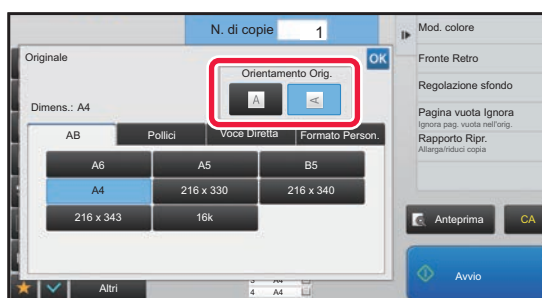 N. di copie 1
Originale
OK
Orientamento Orig.
A A
Dimens.: A4
AB Pollici Voce Diretta Formato Person.
A6 A5 B5
A4 216 x 330 216 x 340
216 x 343 16k
Altri
3 A4
4 A4
Mod. colore
Fronte Retro
Regolazione sfondo
Pagina vuota Ignora
Ignora pag. vuota nell'orig.
Rapporto Ripr.
Allarga/riduci copia
Anteprima CA
Avvio